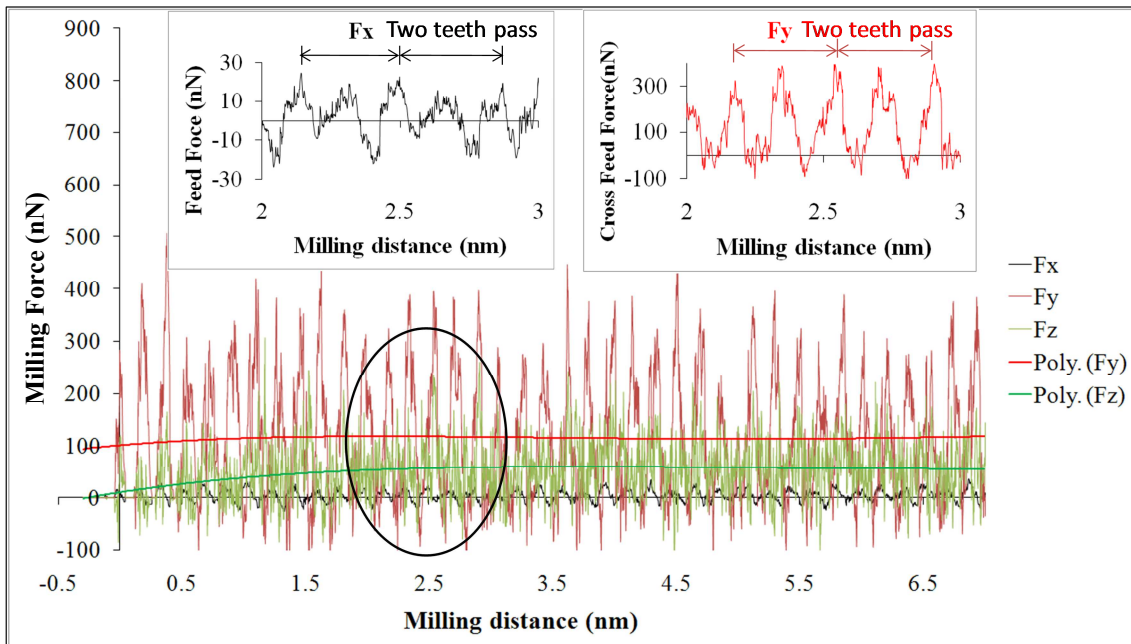 900
800
700
600
500
400
300
200
100
0
-100
Milling Force (nN)
-0.5
0.5
1.5
2.5
3.5
4.5
5.5
6.5
Milling distance (nm)
Fx Two teeth pass
30
10
-10
-30
Feed Foce (nN)
2
2.5
3
Milling distance (nm)
Fy Two teeth pass
300
100
-100
Cross Feed Force(nN)
2
2.5
3
Milling distance (nm)
Fx
Fy
Fz
Poly. (Fy)
Poly. (Fz)